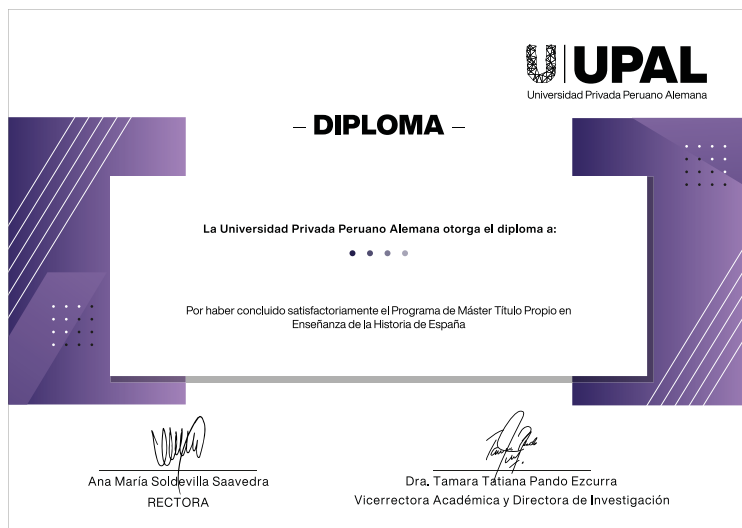 UPAL
Universidad Privada Peruano Alemana
– DIPLOMA –
La Universidad Privada Peruano Alemana otorga el diploma a:
Por haber concluido satisfactoriamente el Programa de Máster Título Propio en
Enseñanza de la Historia de España
Ana María Soldevilla Saavedra
RECTORA
Dra. Tamara Tatiana Pando Ezcurra
Vicerrectora Académica y Directora de Investigación